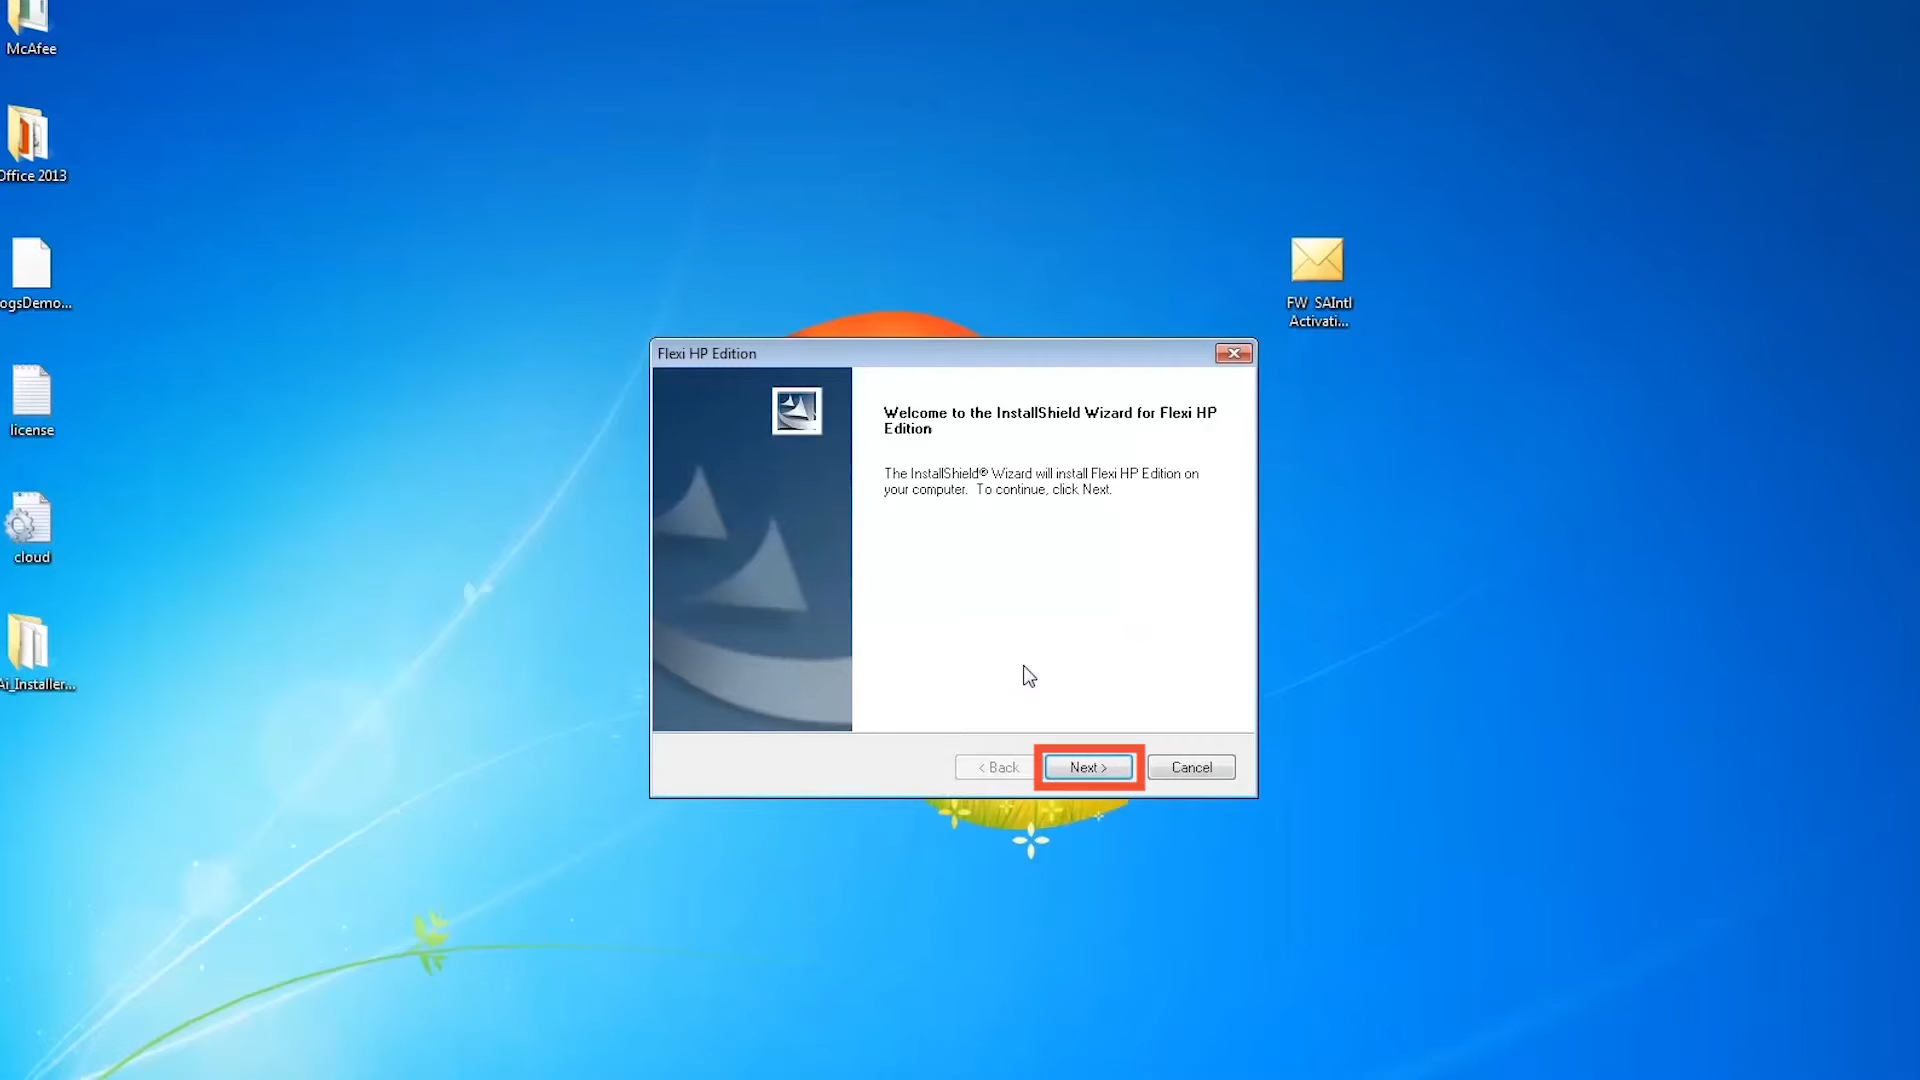 McAfee
Office 2013
ogsDemo...
license
cloud
Ai_Installer...
FW_SAIntl
Activati...
Flexi HP Edition
Welcome to the InstallShield Wizard for Flexi HP
Edition
The InstallShield® Wizard will install Flexi HP Edition on
your computer. To continue, click Next.
< Back
Next >
Cancel